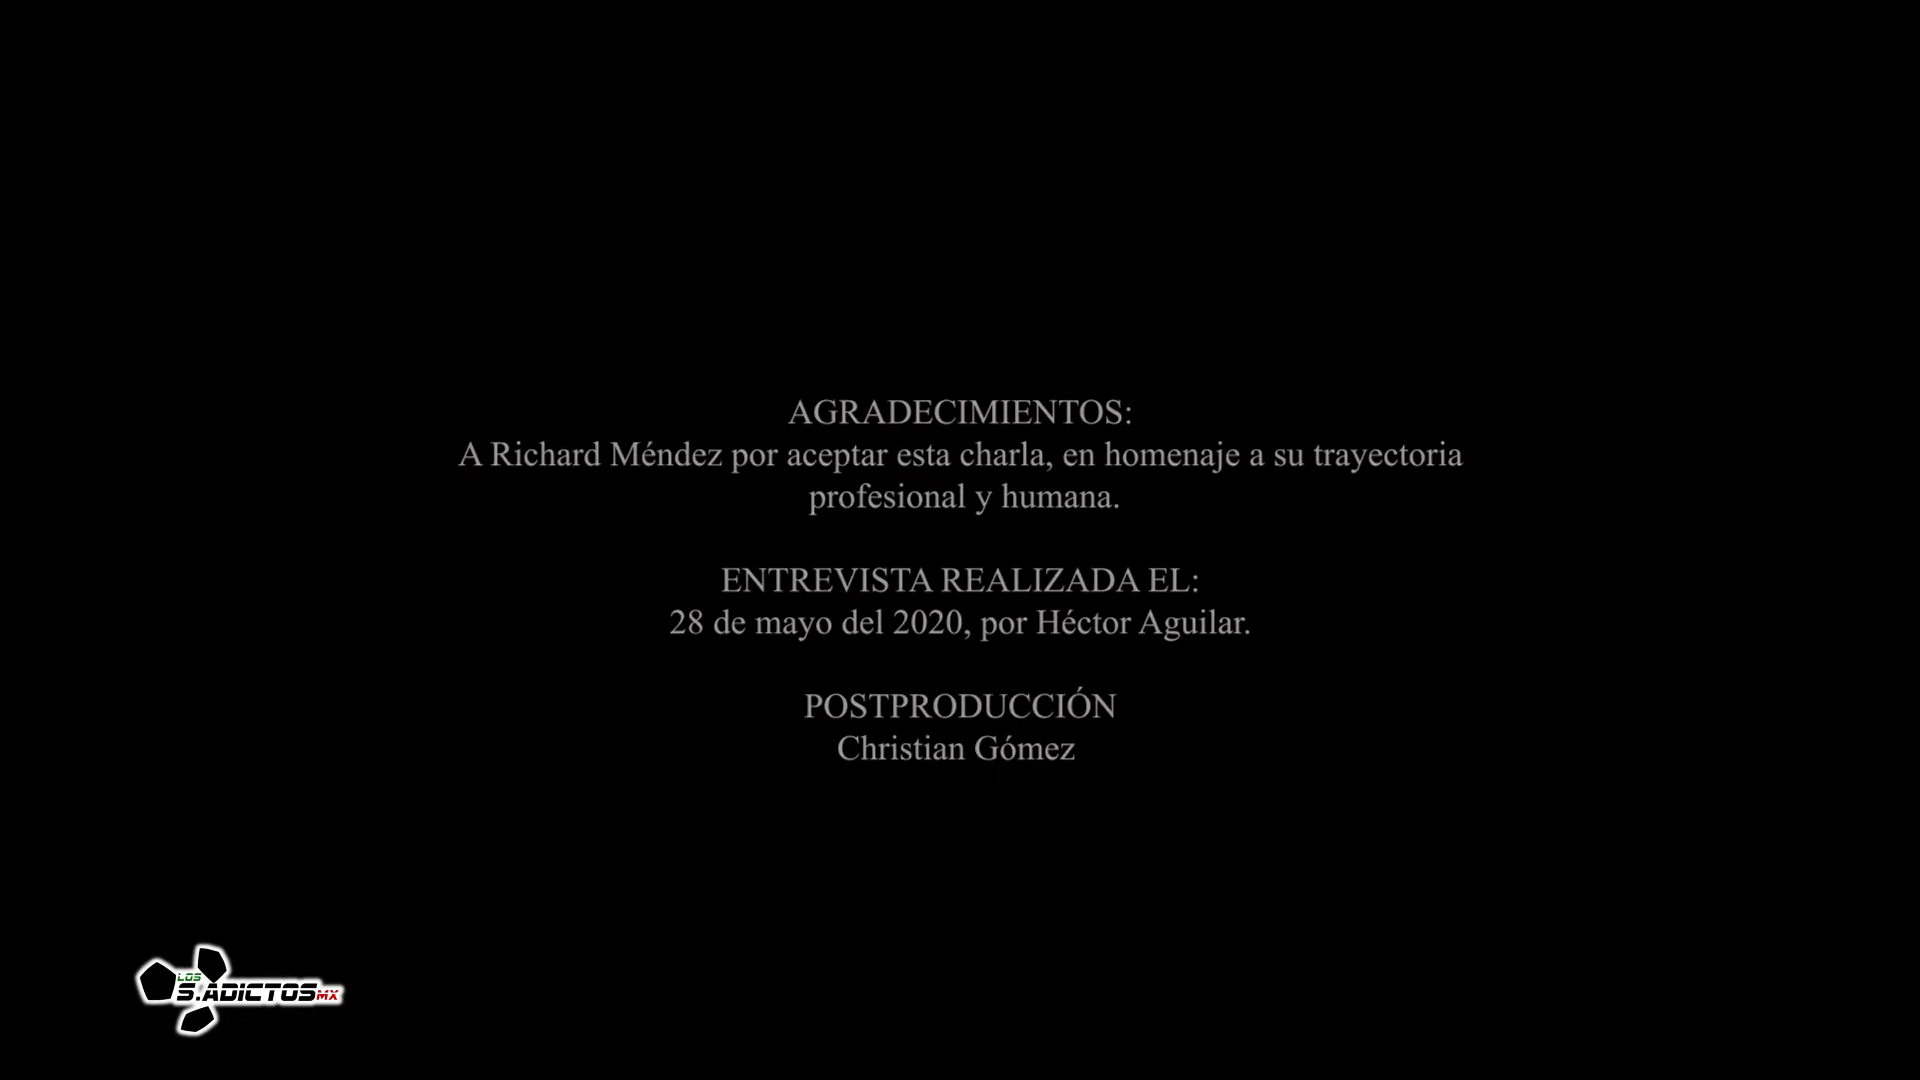 AGRADECIMIENTOS:
A Richard Méndez por aceptar esta charla, en homenaje a su trayectoria
profesional y humana.
ENTREVISTA REALIZADA EL:
28 de mayo del 2020, por Héctor Aguilar.
POSTPRODUCCIÓN
Christian Gómez
LOS
S.ADICTOS MX